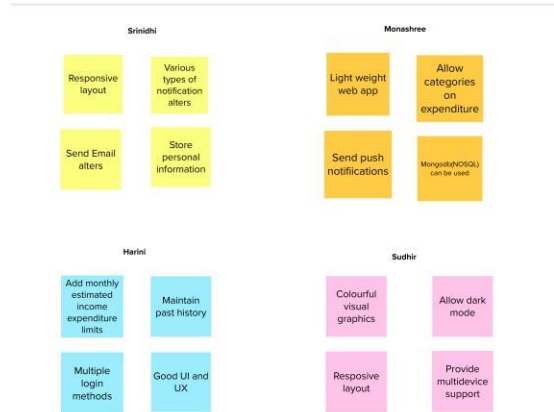 Srinidhi
Responsive
layout
Various
types of
notification
alters
Send Email
alters
Store
personal
information
Monashree
Light weight
web app
Allow
categories
on
expenditure
Send push
notifiications
Mongodb(NOSQL)
can be used
Harini
Add monthly
estimated
income
expenditure
limits
Maintain
past history
Multiple
login
methods
Good UI and
UX
Sudhir
Colourful
visual
graphics
Allow dark
mode
Resposive
layout
Provide
multidevice
support